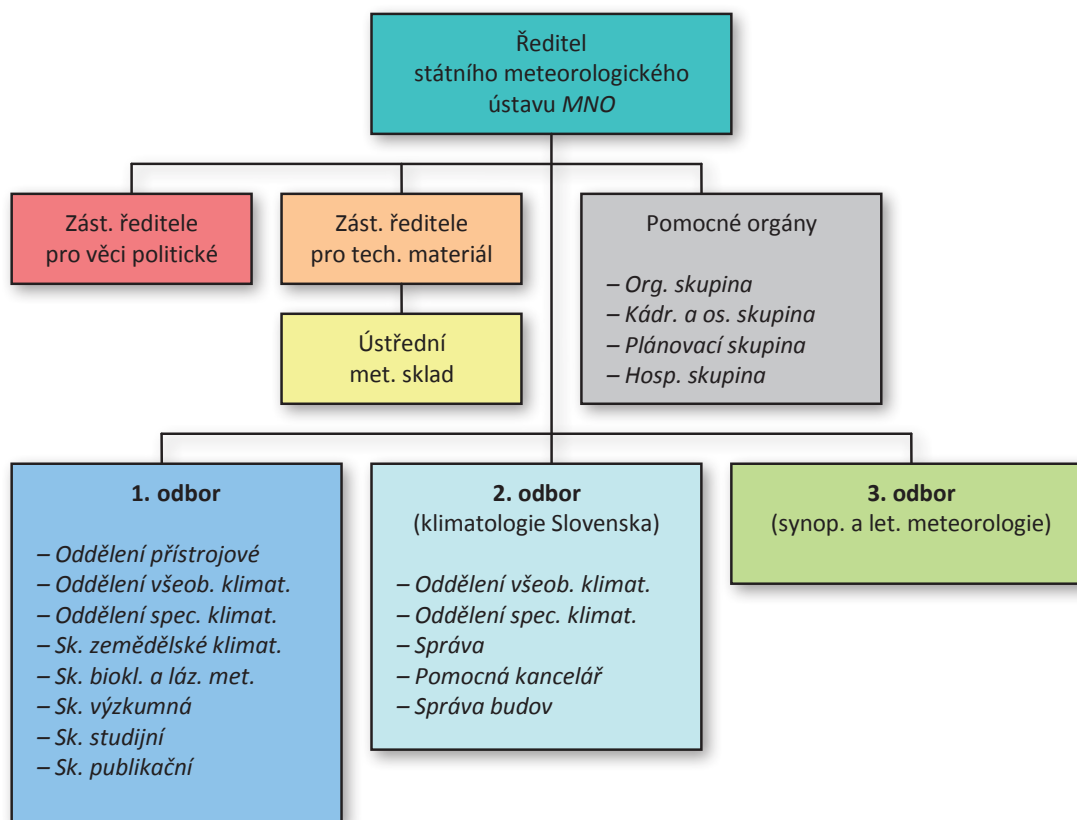 Ředitel
státního meteorologického
ústavu MNO
Zást. ředitele
pro věci politické
Zást. ředitele
pro tech. materiál
Pomocné orgány
– Org. skupina
– Kádr. a os. skupina
– Plánovací skupina
– Hosp. skupina
Ústřední
met. sklad
1. odbor
– Oddělení přístrojové
– Oddělení všeob. klimat.
– Oddělení spec. klimat.
– Sk. zemědělské klimat.
– Sk. biokl. a láz. met.
– Sk. výzkumná
– Sk. studijní
– Sk. publikační
2. odbor
(klimatologie Slovenska)
– Oddělení všeob. klimat.
– Oddělení spec. klimat.
– Správa
– Pomocná kancelář
– Správa budov
3. odbor
(synop. a let. meteorologie)